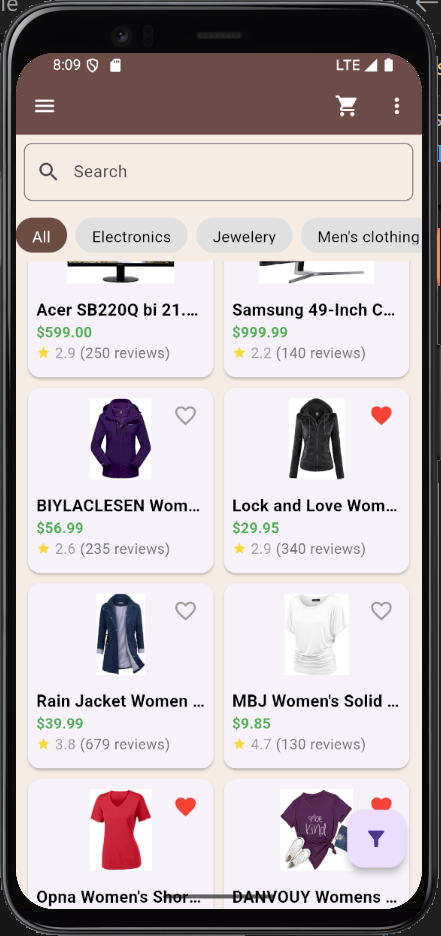 8:09
LTE
Search
All
Electronics
Jewelery
Men's clothing
Acer SB220Q bi 21....
$599.00
2.9 (250 reviews)
Samsung 49-Inch C...
$999.99
2.2 (140 reviews)
BIYLACLESEN Wom...
$56.99
2.6 (235 reviews)
Lock and Love Wom...
$29.95
2.9 (340 reviews)
Rain Jacket Women ...
$39.99
3.8 (679 reviews)
MBJ Women's Solid ...
$9.85
4.7 (130 reviews)
Opna Women's Shor...
DANVOUY Womens ...